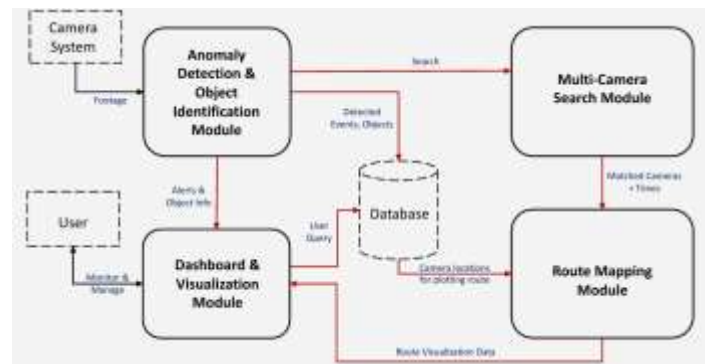 Camera
System
Footage
Anomaly
Detection &
Object
Identification
Module
Search
Multi-Camera
Search Module
Detected
Events, Objects
Alerts &
Object Info
Matched Cameras
+ Times
User
Monitor &
Manage
Dashboard &
Visualization
Module
User
Query
Database
Camera locations
for plotting route
Route Mapping
Module
Route Visualization Data